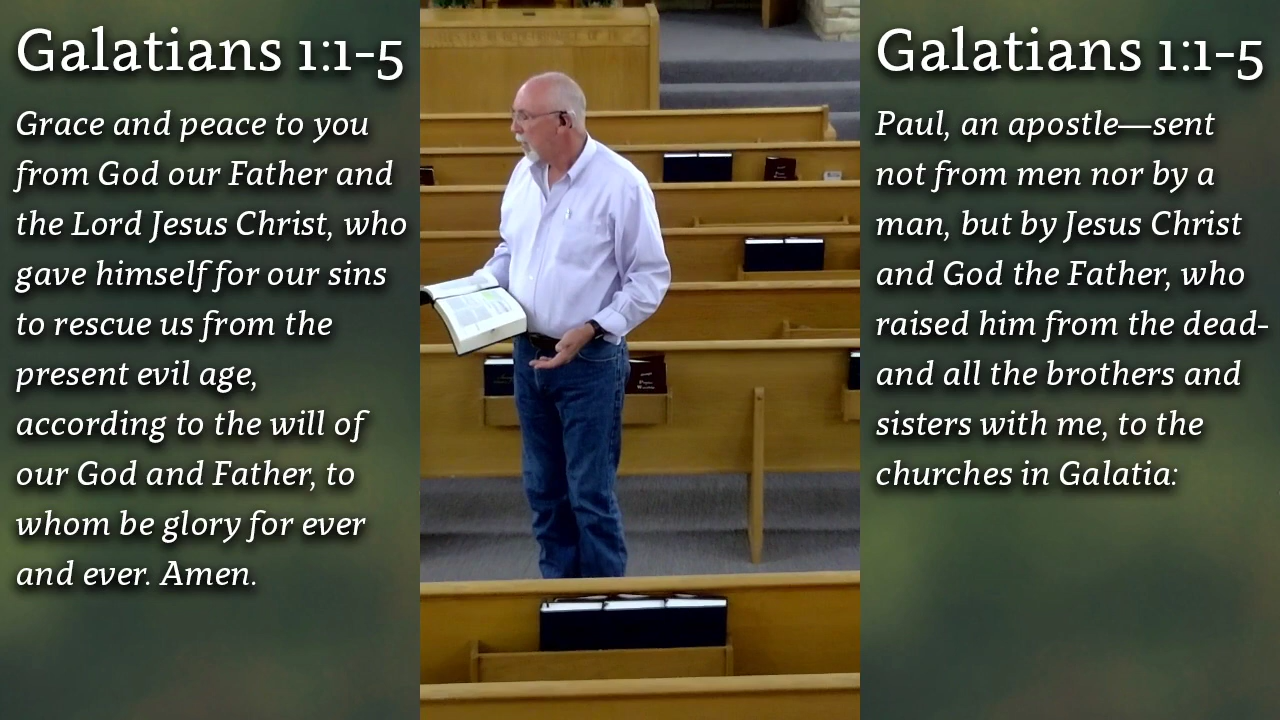 Galatians 1:1-5
Grace and peace to you
from God our Father and
the Lord Jesus Christ, who
gave himself for our sins
to rescue us from the
present evil age,
according to the will of
our God and Father, to
whom be glory for ever
and ever. Amen.
Galatians 1:1-5
Paul, an apostle—sent
not from men nor by a
man, but by Jesus Christ
and God the Father, who
raised him from the dead-
and all the brothers and
sisters with me, to the
churches in Galatia: